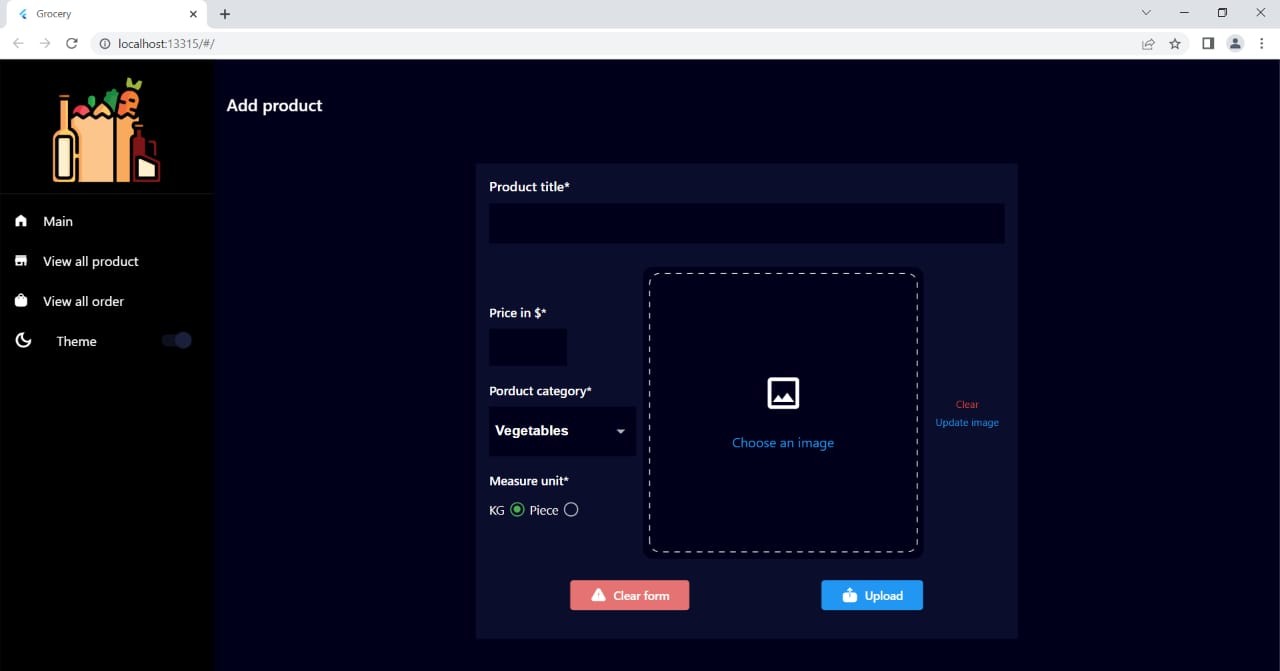 Grocery
localhost:13315/#/
Add product
Main
View all product
View all order
Theme
Product title*
Price in $*
Porduct category*
Vegetables
Measure unit*
KG Piece
Choose an image
Clear
Update image
Clear form
Upload